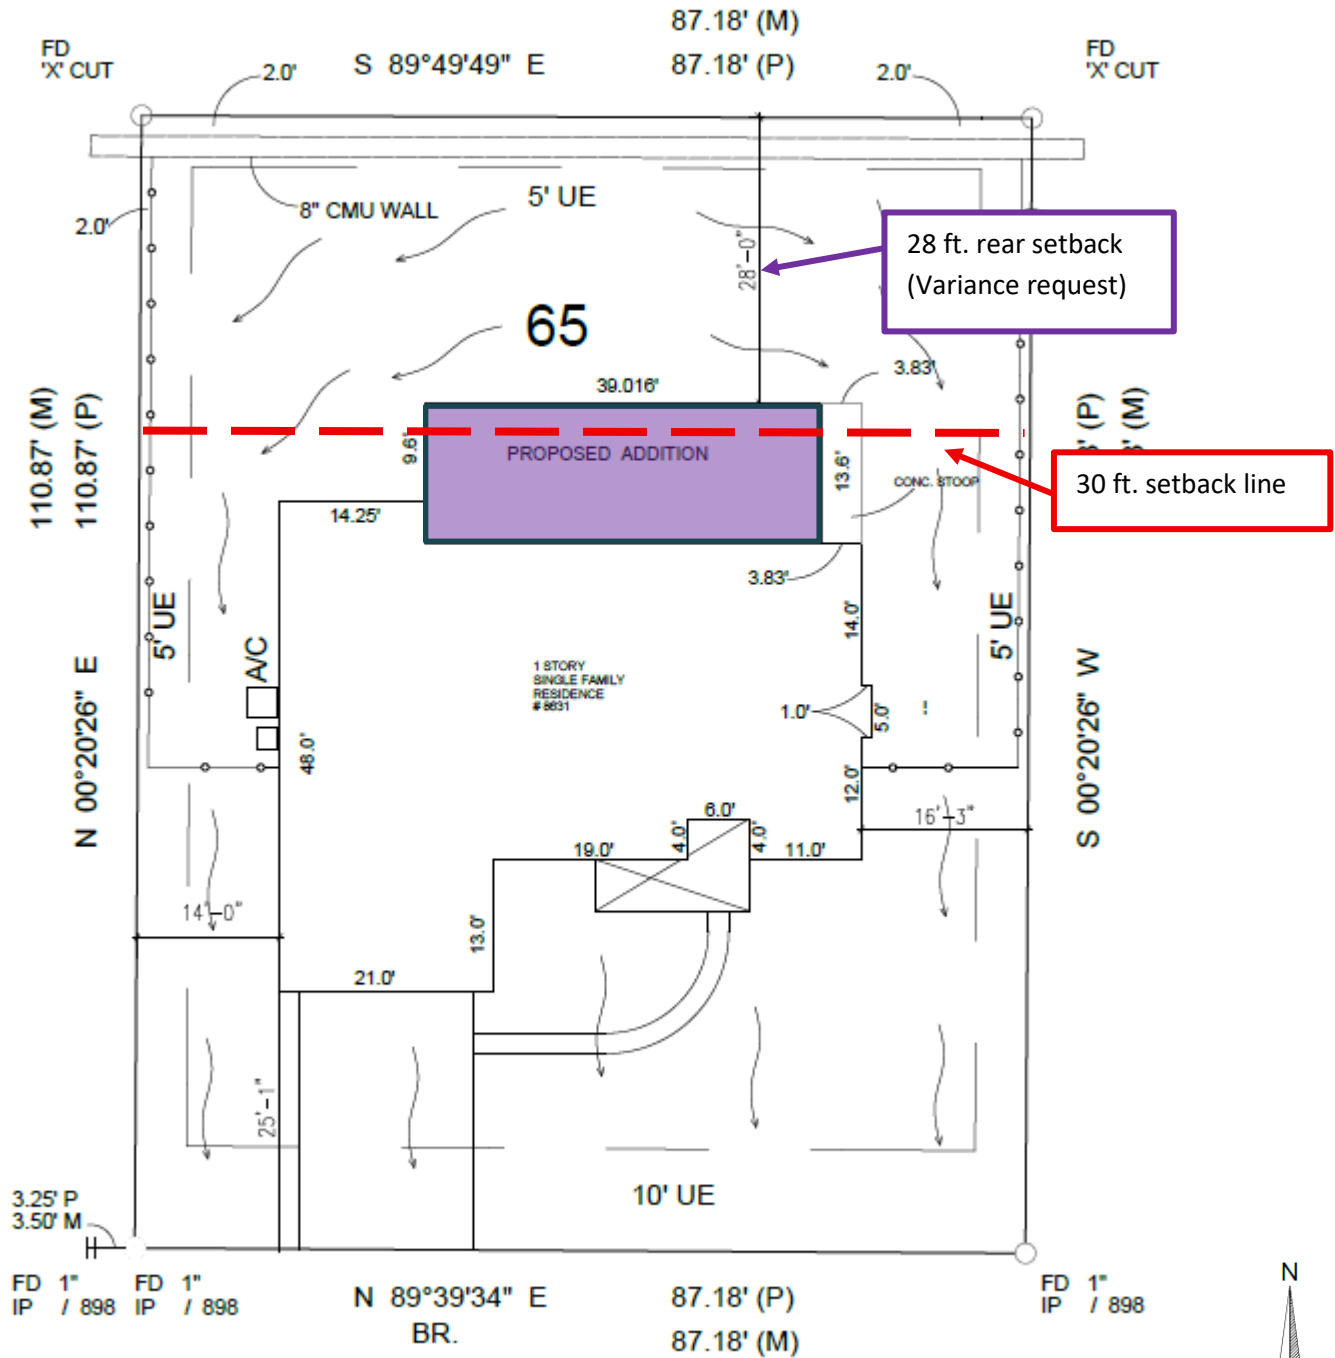 87.18' (M)
FD
'X' CUT
2.0'
S 89°49'49" E
87.18' (P)
2.0'
FD
'X' CUT
5' UE
8" CMU WALL
2.0'
28'-0"
28 ft. rear setback
(Variance request)
65
3.83'
39.016'
110.87' (M)
110.87' (P)
9.6'
PROPOSED ADDITION
13.6'
CONC. STOOP
30 ft. setback line
14.25'
3.83'
5' UE
A/C
14.0'
5' UE
1 STORY
SINGLE FAMILY
RESIDENCE
# 8631
1.0'
5.0'
N 00°20'26" E
S 00°20'26" W
48.0'
12.0'
6.0'
16'-3"
19.0'
4.0'
4.0'
11.0'
14'-0"
13.0'
21.0'
25'-1"
10' UE
3.25' P
3.50' M
FD 1"
IP / 898
FD 1"
IP / 898
N 89°39'34" E
87.18' (P)
BR.
87.18' (M)
FD 1"
IP / 898
N